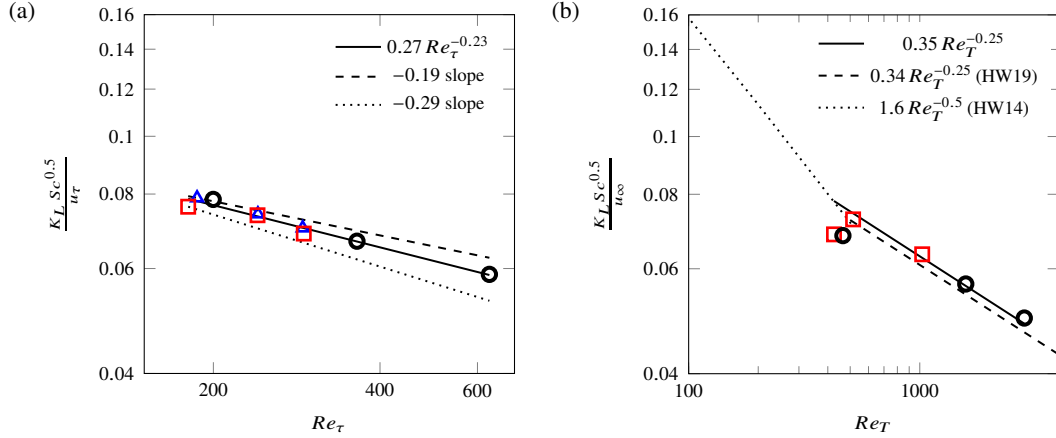 (a)
0.16
0.14
0.12
0.1
0.08
0.06
0.04
200
400
600
K_L Sc^{0.5}
u_τ
Re_τ
0.27 Re_τ^{−0.23}
−0.19 slope
−0.29 slope
(b)
0.16
0.14
0.12
0.1
0.08
0.06
0.04
100
1000
K_L Sc^{0.5}
u_∞
Re_T
0.35 Re_T^{−0.25}
0.34 Re_T^{−0.25} (HW19)
1.6 Re_T^{−0.5} (HW14)